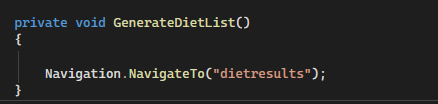 private void GenerateDietList()
{
Navigation.NavigateTo("dietresults");
}